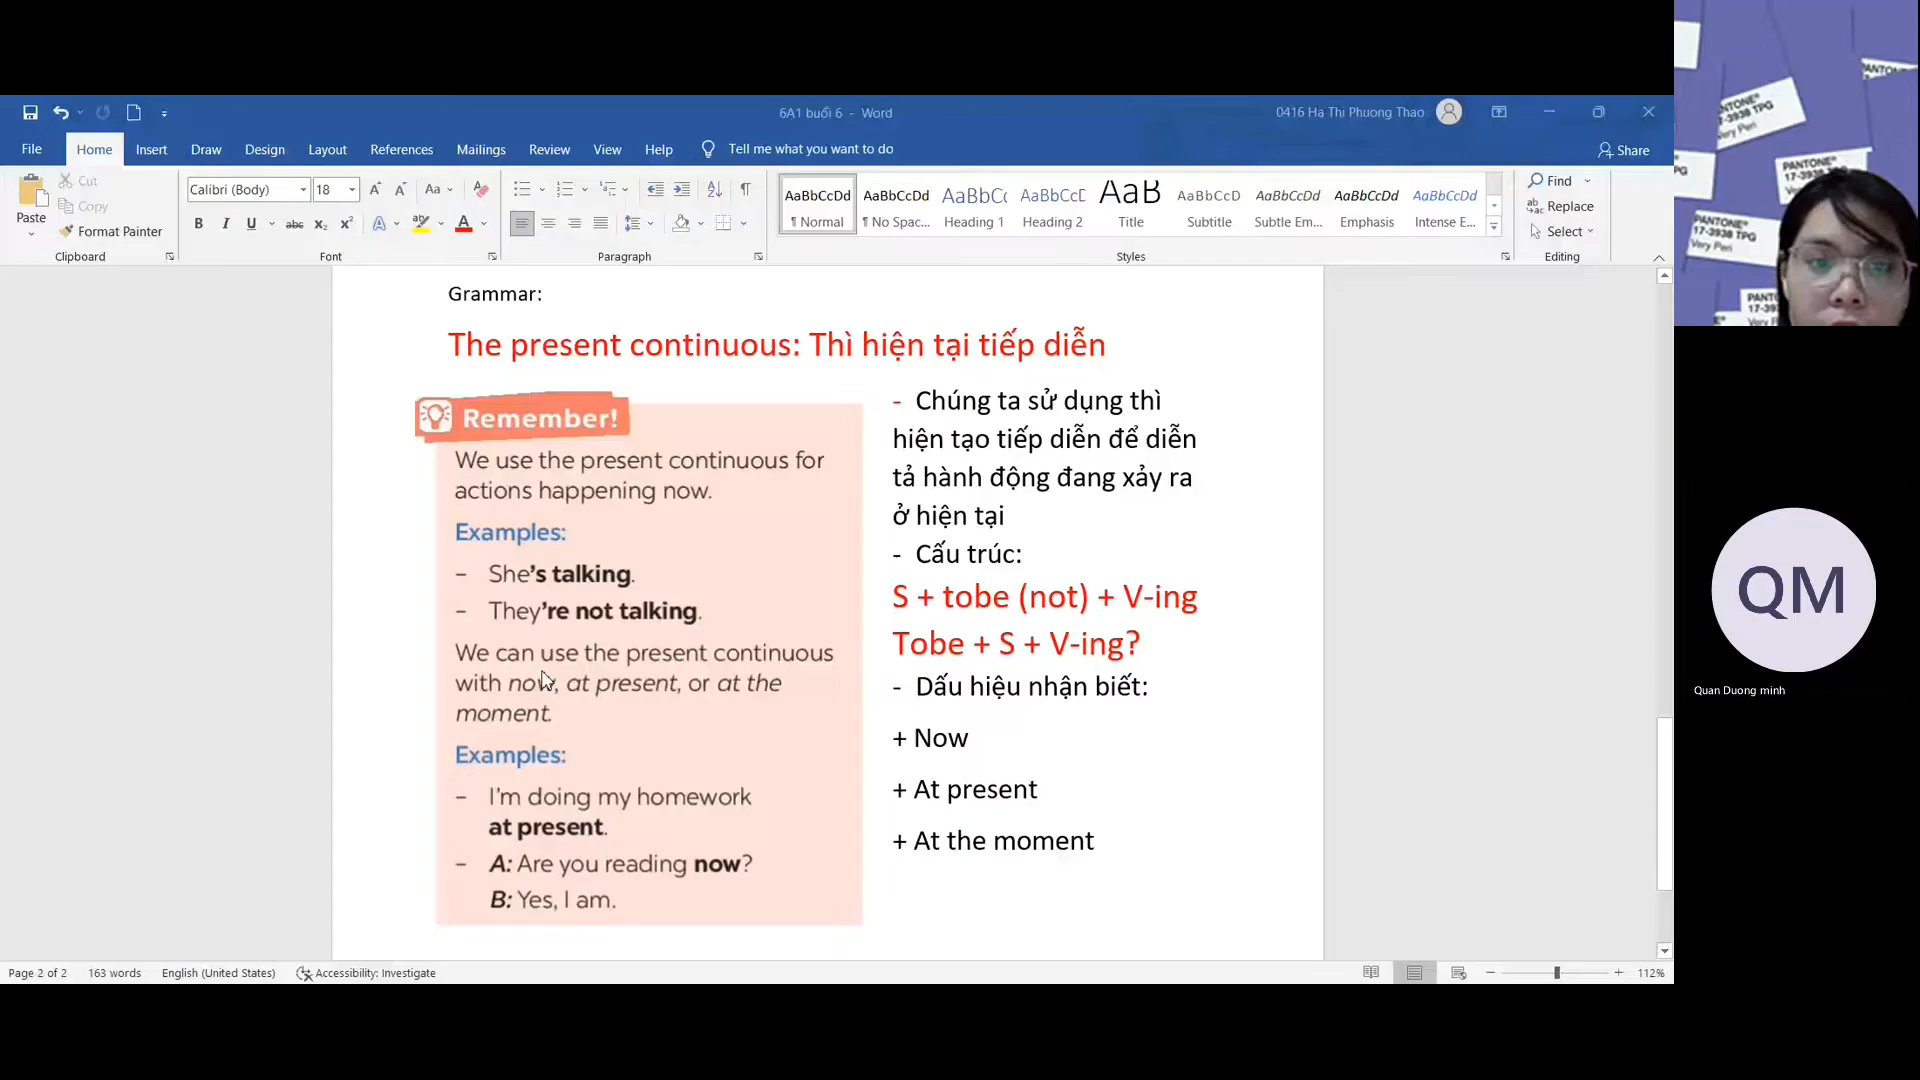 6A1 buổi 6 - Word
0416 Ha Thi Phuong Thao
File Home Insert Draw Design Layout References Mailings Review View Help Tell me what you want to do
Share
Paste
Cut
Copy
Format Painter
Clipboard
Calibri (Body) 18
Font
Paragraph
AaBbCcDd AaBbCcDd AaBbCc AaBbCcE AaB AaBbCcD AaBbCcDd AaBbCcDd AaBbCcDd
¶ Normal ¶ No Spac... Heading 1 Heading 2 Title Subtitle Subtle Em... Emphasis Intense E...
Styles
Find
Replace
Select
Editing
Grammar:
The present continuous: Thì hiện tại tiếp diễn
Remember!
We use the present continuous for
actions happening now.
Examples:
– She's talking.
– They're not talking.
We can use the present continuous
with now, at present, or at the
moment.
Examples:
– I'm doing my homework
at present.
– A: Are you reading now?
B: Yes, I am.
- Chúng ta sử dụng thì
hiện tạo tiếp diễn để diễn
tả hành động đang xảy ra
ở hiện tại
- Cấu trúc:
S + tobe (not) + V-ing
Tobe + S + V-ing?
- Dấu hiệu nhận biết:
+ Now
+ At present
+ At the moment
Page 2 of 2 163 words English (United States) Accessibility: Investigate
112%
PANTONE®
17-3938 TPG
Very Peri
QM
Quan Duong minh